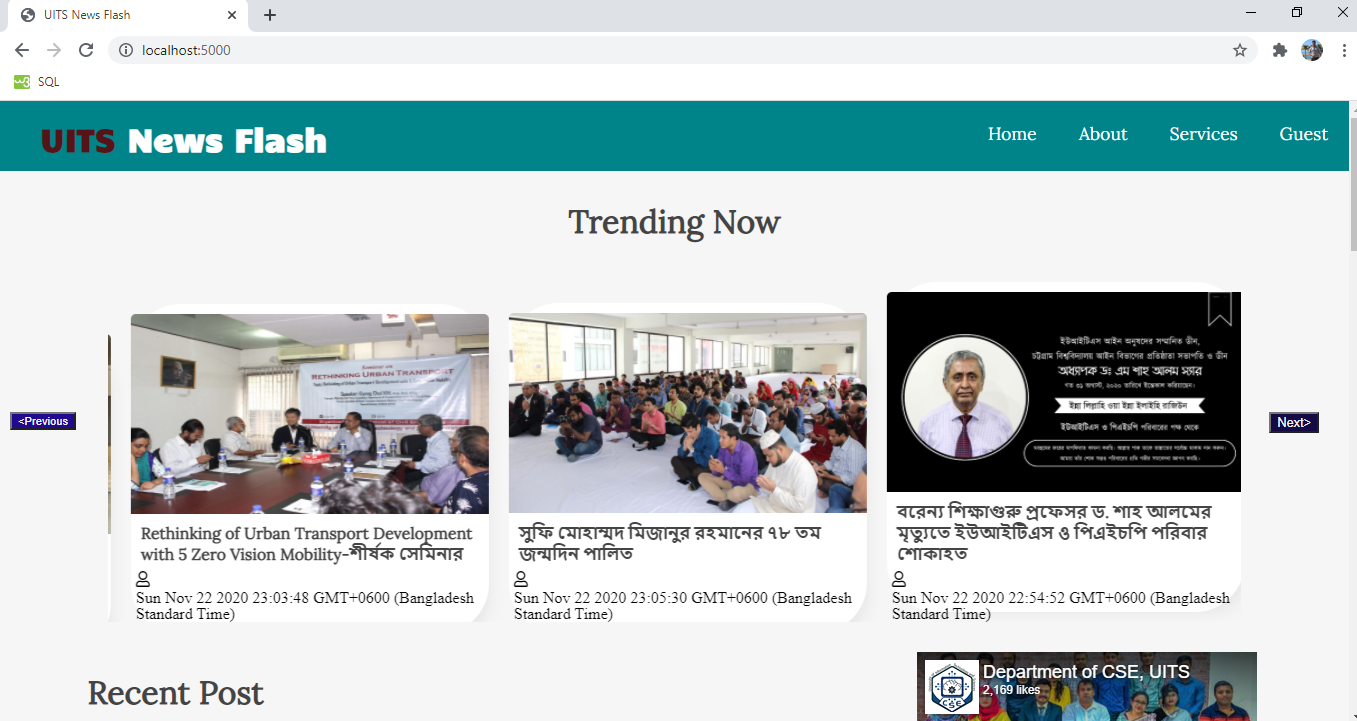 UITS News Flash
localhost:5000
SQL
UITS News Flash
Home About Services Guest
Trending Now
<Previous
Next>
RETHINKING URBAN TRANSPORT
Rethinking of Urban Transport Development
with 5 Zero Vision Mobility-শীর্ষক সেমিনার
Sun Nov 22 2020 23:03:48 GMT+0600 (Bangladesh
Standard Time)
সুফি মোহাম্মদ মিজানুর রহমানের ৭৮ তম
জন্মদিন পালিত
Sun Nov 22 2020 23:05:30 GMT+0600 (Bangladesh
Standard Time)
ইউআইটিএস আইন অনুষদের সম্মানিত ডীন,
চট্টগ্রাম বিশ্ববিদ্যালয় আইন বিভাগের প্রতিষ্ঠাতা সভাপতি ও ডীন
অধ্যাপক ডঃ এম শাহ আলম স্যার
গত ৩১ আগস্ট, ২০২০ তারিখে ইন্তেকাল করিয়াছেন।
ইন্না লিল্লাহি ওয়া ইন্না ইলাইহি রাজিউন
ইউআইটিএস ও পিএইচপি পরিবারের পক্ষ থেকে
বরেন্য শিক্ষাগুরু প্রফেসর ড. শাহ আলমের
মৃত্যুতে ইউআইটিএস ও পিএইচপি পরিবার
শোকাহত
Sun Nov 22 2020 22:54:52 GMT+0600 (Bangladesh
Standard Time)
Recent Post
Department of CSE, UITS
2,169 likes
CSE